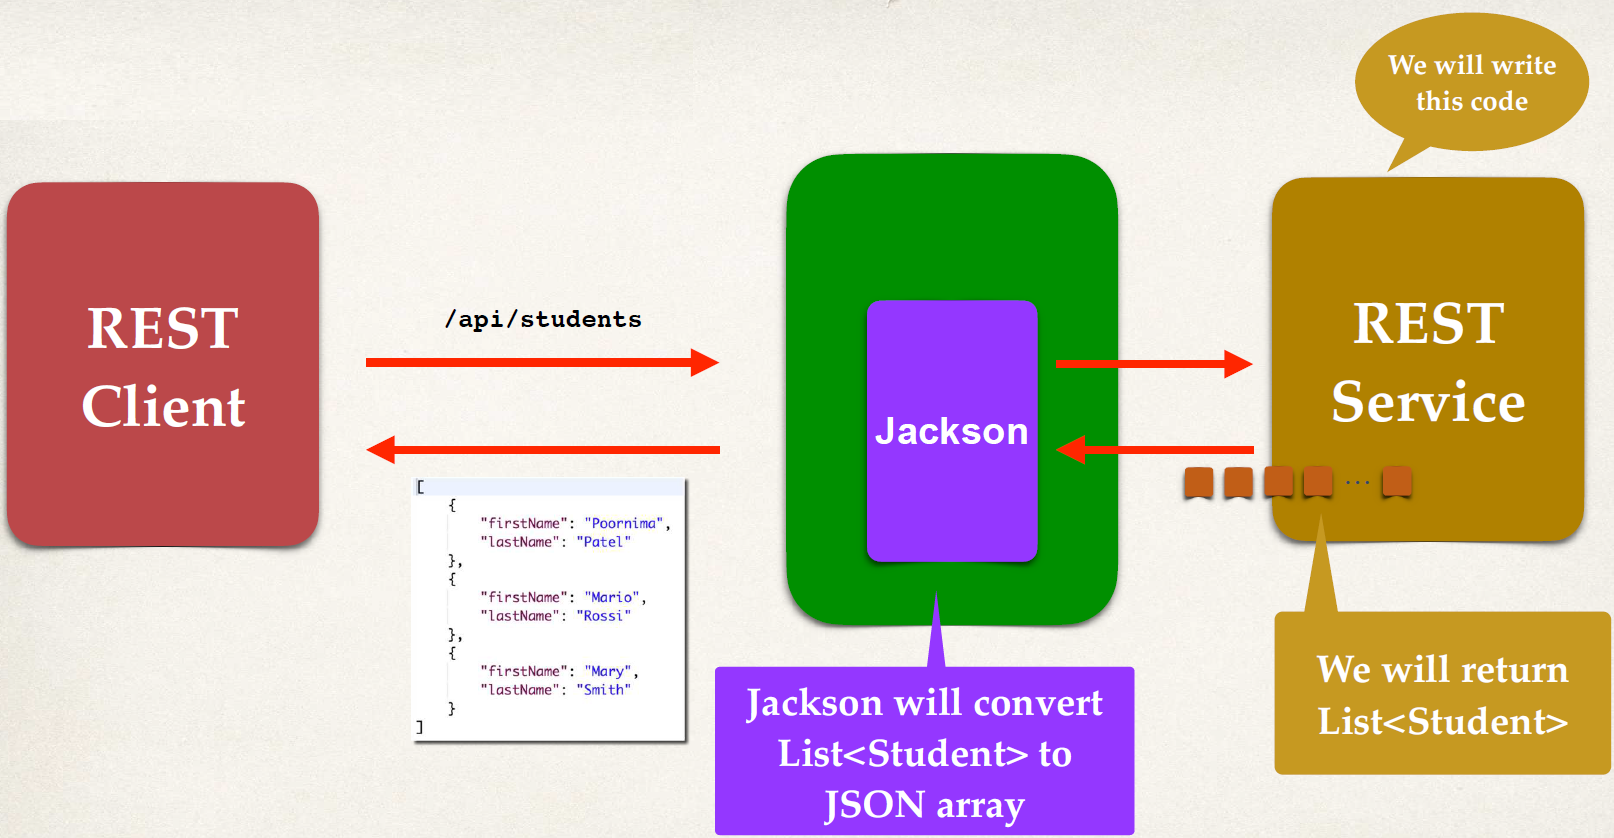 We will write
this code
REST
Client
/api/students
Jackson
REST
Service
[
{
"firstName": "Poornima",
"lastName": "Patel"
},
{
"firstName": "Mario",
"lastName": "Rossi"
},
{
"firstName": "Mary",
"lastName": "Smith"
}
]
...
Jackson will convert
List<Student> to
JSON array
We will return
List<Student>